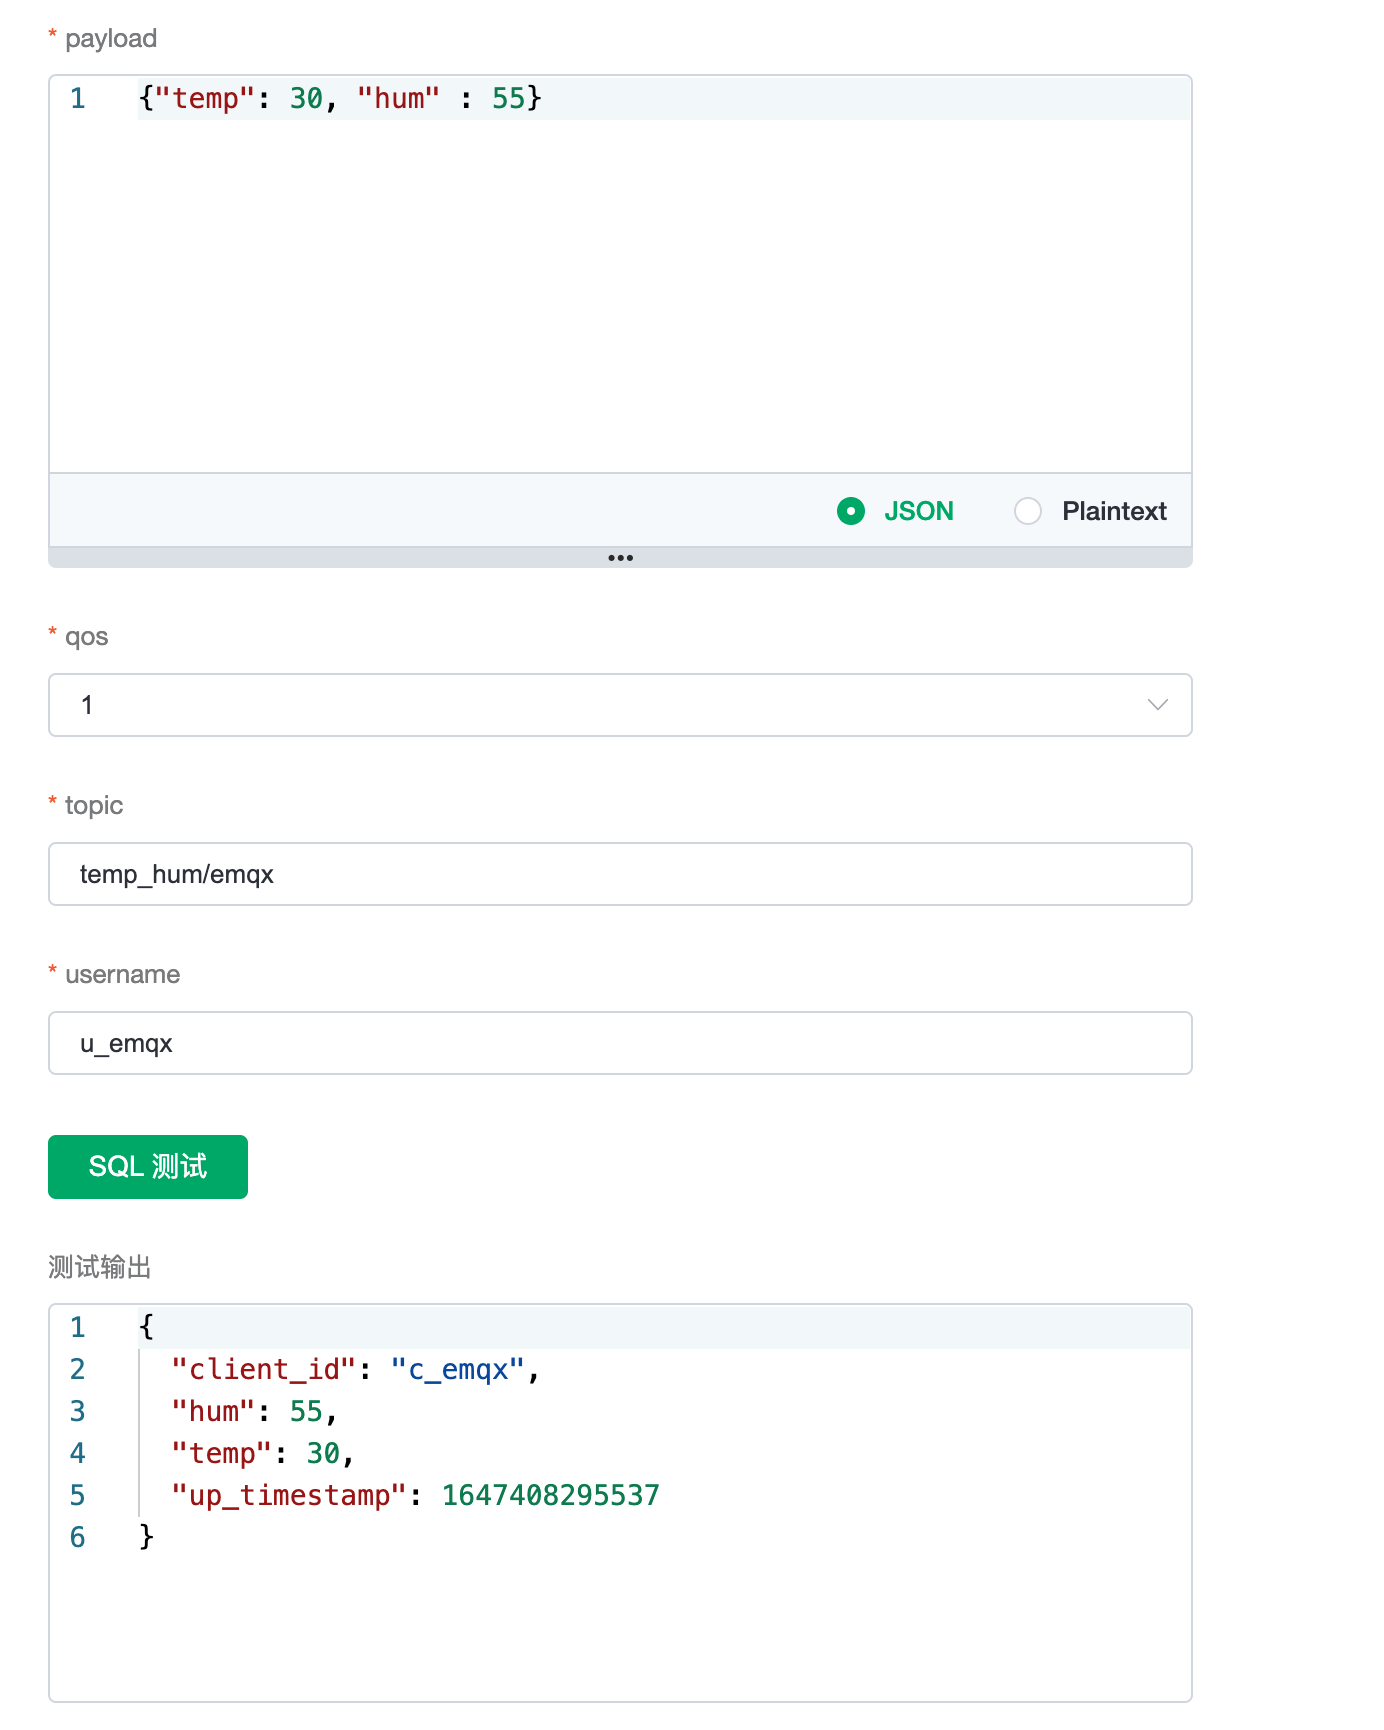 * payload
1 {"temp": 30, "hum" : 55}
JSON Plaintext
* qos
1
* topic
temp_hum/emqx
* username
u_emqx
SQL 测试
测试输出
1 {
2 "client_id": "c_emqx",
3 "hum": 55,
4 "temp": 30,
5 "up_timestamp": 1647408295537
6 }